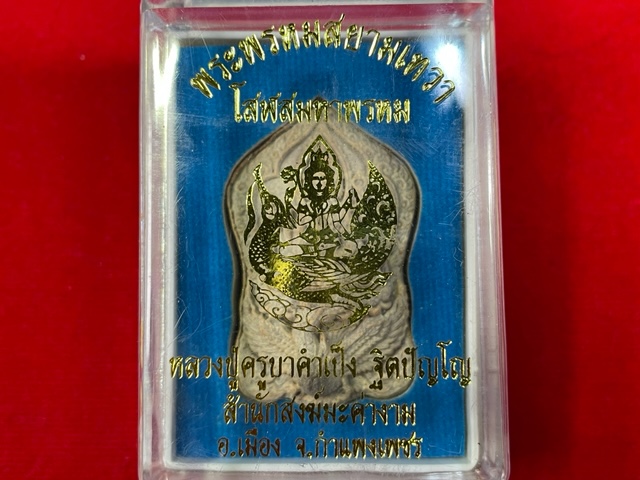 พระพรหมสยามเทวา
โสฬสมหาพรหม
หลวงปู่ครูบาคำเป็ง ฐิตปัญโญ
สำนักสงฆ์มะค่างาม
อ.เมือง จ.กำแพงเพชร